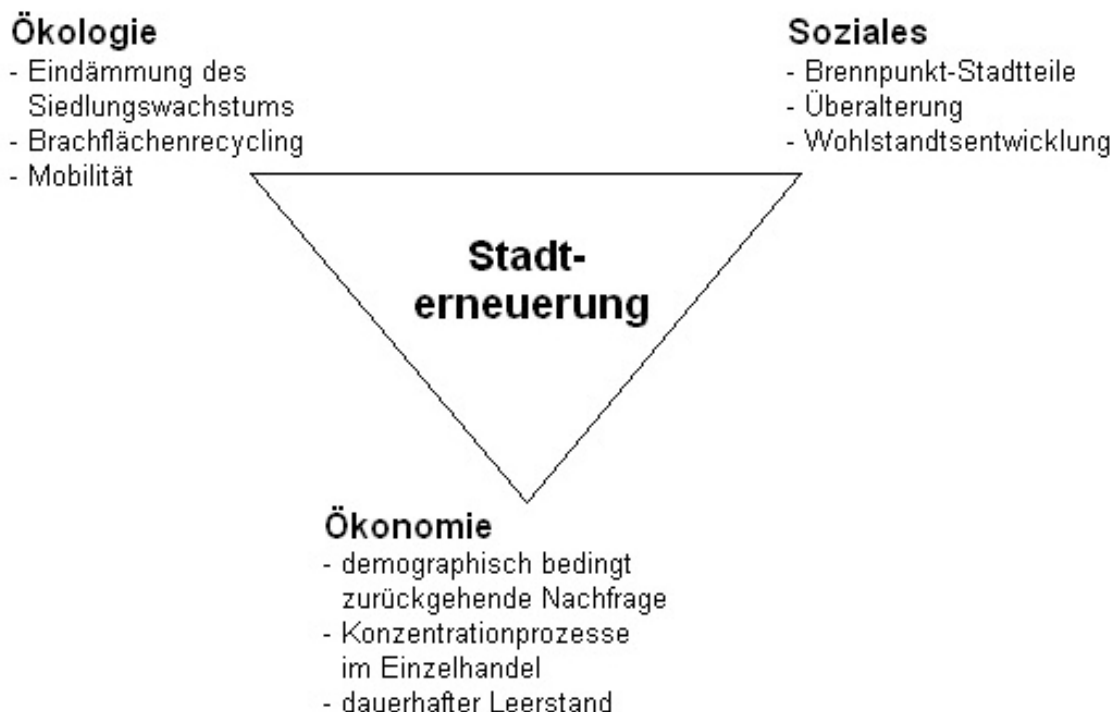 Ökologie
- Eindämmung des
Siedlungswachstums
- Brachflächenrecycling
- Mobilität
Soziales
- Brennpunkt-Stadtteile
- Überalterung
- Wohlstandtsentwicklung
Stadt-
erneuerung
Ökonomie
- demographisch bedingt
zurückgehende Nachfrage
- Konzentrationprozesse
im Einzelhandel
- dauerhafter Leerstand